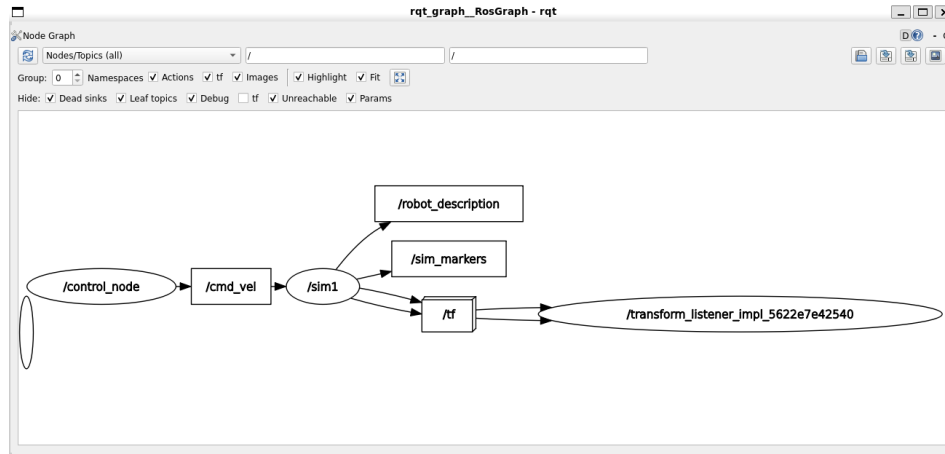 rqt_graph__RosGraph - rqt
Node Graph
D - O
Nodes/Topics (all) / /
Group: 0 Namespaces Actions tf Images Highlight Fit
Hide: Dead sinks Leaf topics Debug tf Unreachable Params
/robot_description
/sim_markers
/control_node /cmd_vel /sim1
/tf /transform_listener_impl_5622e7e42540